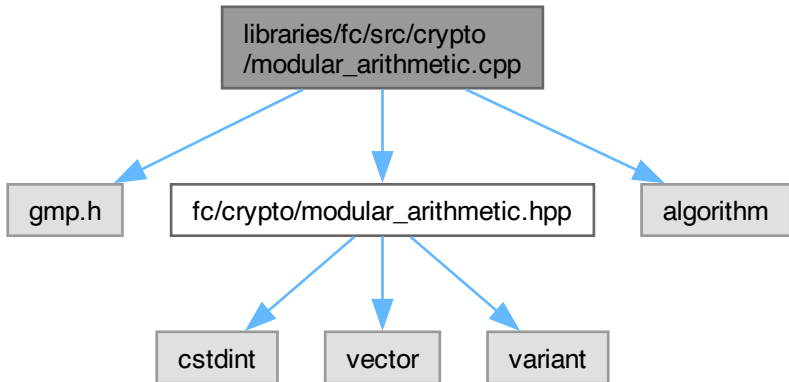 libraries/fc/src/crypto
/modular_arithmetic.cpp
gmp.h
fc/crypto/modular_arithmetic.hpp
algorithm
cstdint
vector
variant